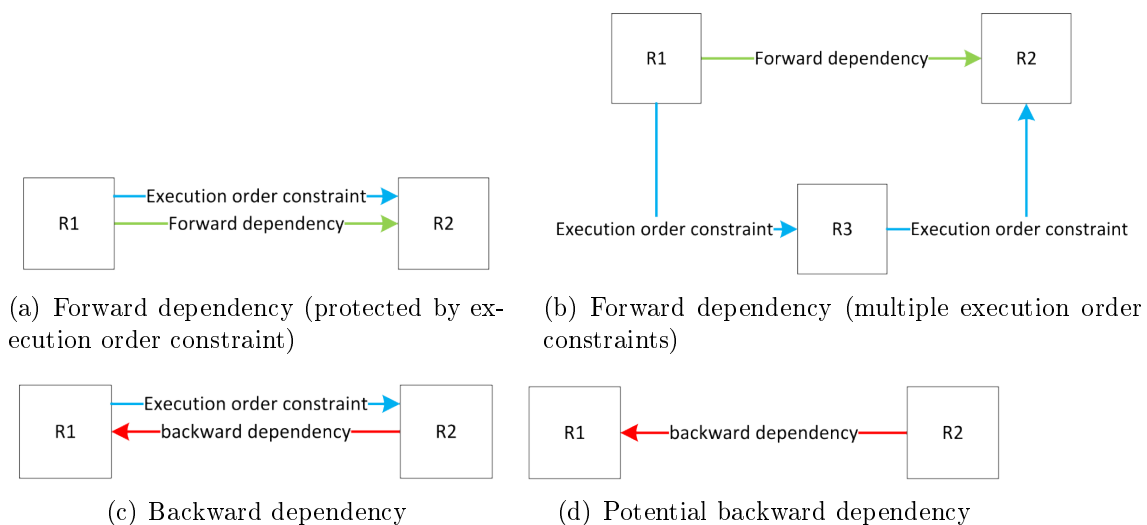 R1
Forward dependency
R2
Execution order constraint
R3
Execution order constraint
Execution order constraint
R1
Forward dependency
R2
(a) Forward dependency (protected by ex-
ecution order constraint)
(b) Forward dependency (multiple execution order
constraints)
Execution order constraint
R1
backward dependency
R2
R1
backward dependency
R2
(c) Backward dependency
(d) Potential backward dependency